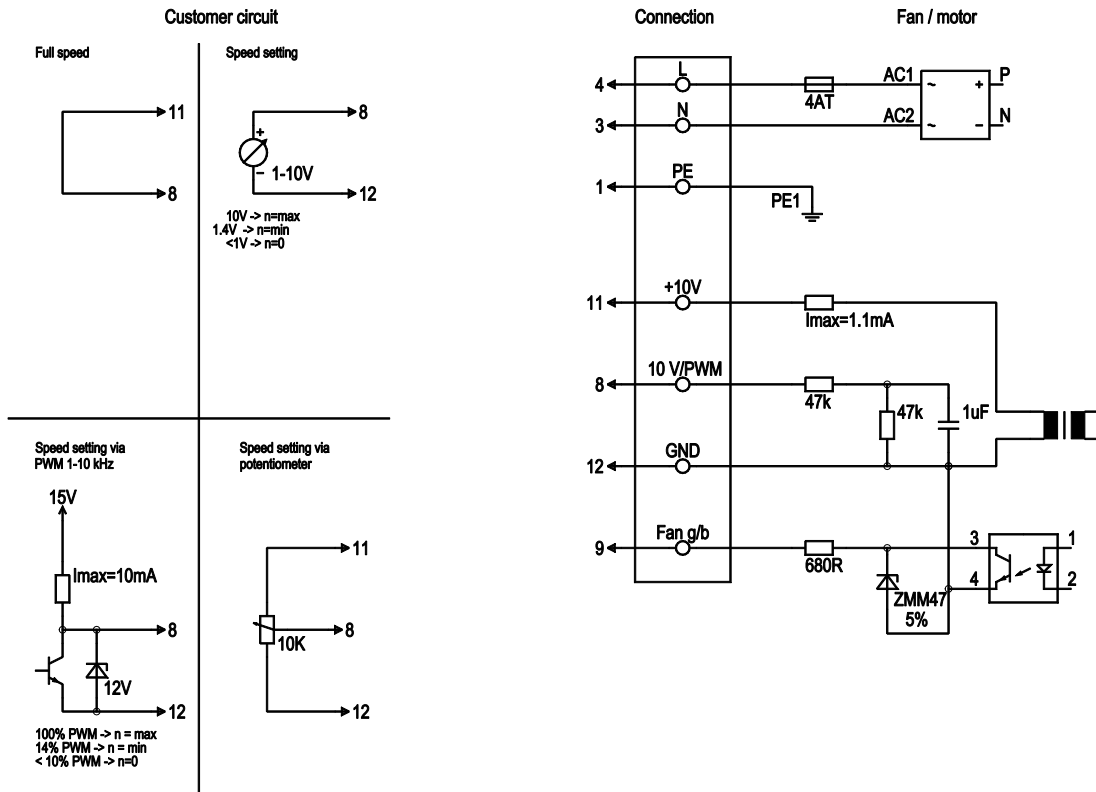 Customer circuit
Full speed
11
8
Speed setting
8
+
− 1-10V
12
10V -> n=max
1.4V -> n=min
<1V -> n=0
Speed setting via
PWM 1-10 kHz
15V
Imax=10mA
8
12V
12
100% PWM -> n = max
14% PWM -> n = min
< 10% PWM -> n=0
Speed setting via
potentiometer
11
8
10K
12
Connection
Fan / motor
4
L
4AT
AC1
~
+
P
3
N
AC2
~
−
N
1
PE
PE1
11
+10V
Imax=1.1mA
8
10 V/PWM
47k
47k
1uF
12
GND
9
Fan g/b
680R
3
1
4
2
ZMM47
5%